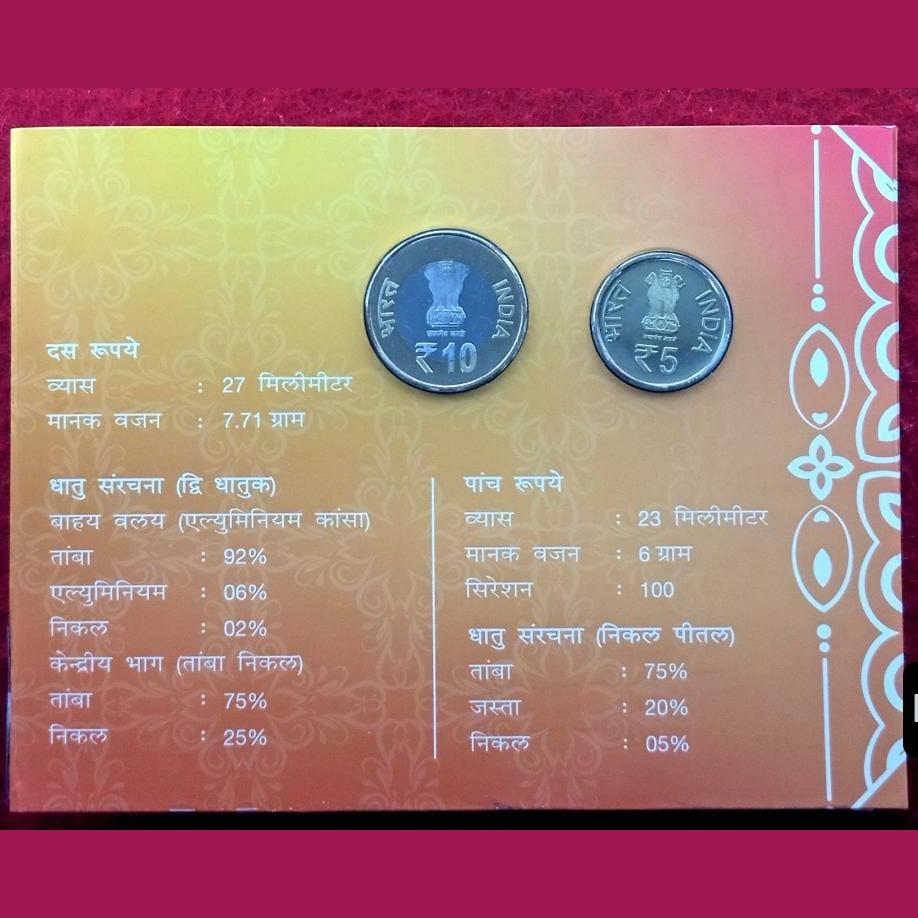 भारत
INDIA
₹10
भारत
INDIA
₹5
दस रूपये
व्यास : 27 मिलीमीटर
मानक वजन : 7.71 ग्राम
धातु संरचना (द्वि धातुक)
बाहय वलय (एल्युमिनियम कांसा)
तांबा : 92%
एल्युमिनियम : 06%
निकल : 02%
केन्द्रीय भाग (तांबा निकल)
तांबा : 75%
निकल : 25%
पांच रूपये
व्यास : 23 मिलीमीटर
मानक वजन : 6 ग्राम
सिरेशन : 100
धातु संरचना (निकल पीतल)
तांबा : 75%
जस्ता : 20%
निकल : 05%